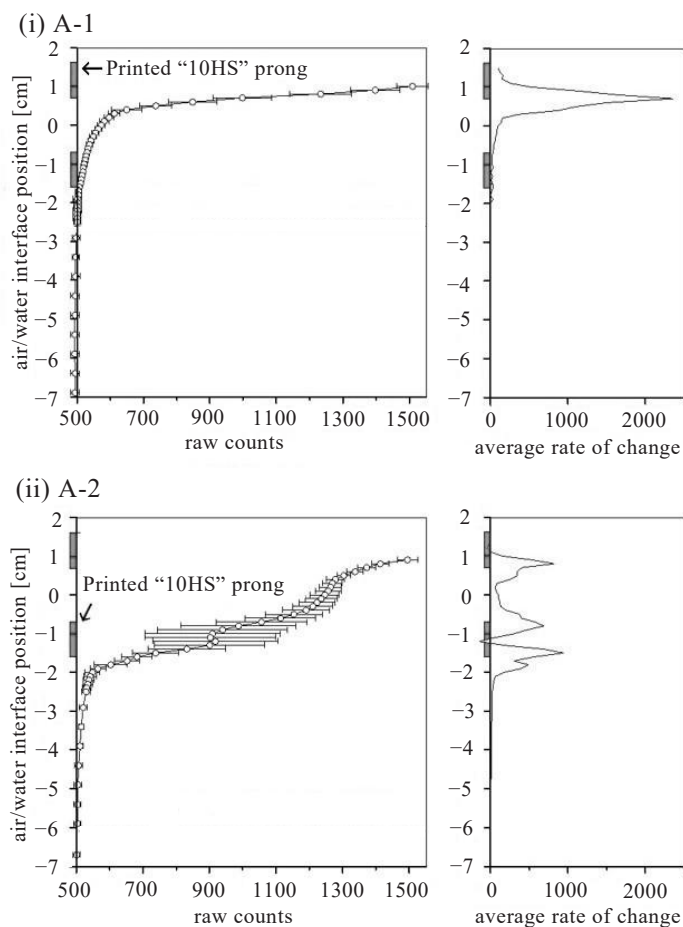 (i) A-1
2
1
0
−1
−2
−3
−4
−5
−6
−7
air/water interface position [cm]
Printed “10HS” prong
500 700 900 1100 1300 1500
raw counts
2
1
0
−1
−2
−3
−4
−5
−6
−7
0 1000 2000
average rate of change
(ii) A-2
2
1
0
−1
−2
−3
−4
−5
−6
−7
air/water interface position [cm]
Printed “10HS” prong
500 700 900 1100 1300 1500
raw counts
2
1
0
−1
−2
−3
−4
−5
−6
−7
0 1000 2000
average rate of change